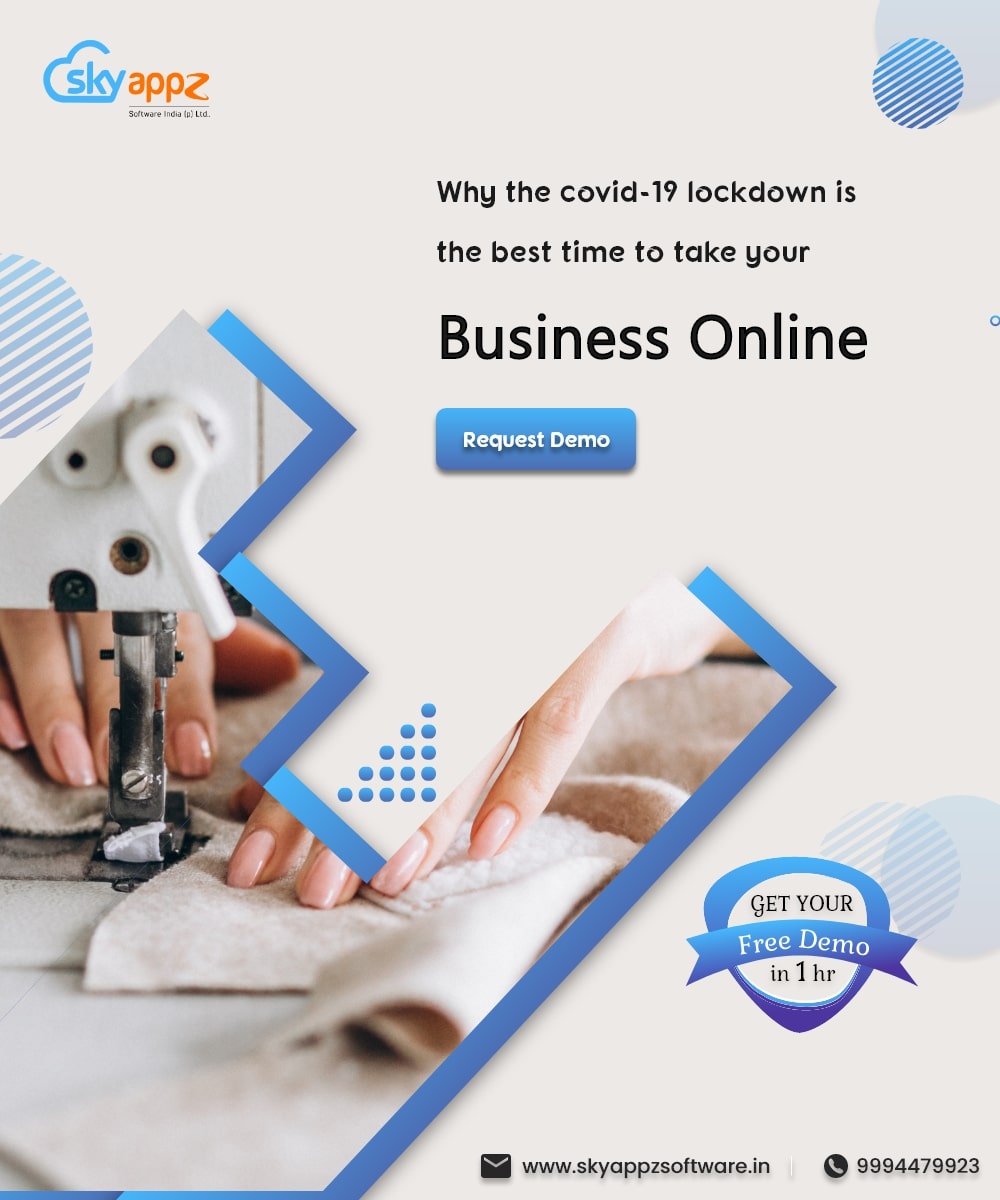 skyappz
Software India (p) Ltd.
Why the covid-19 lockdown is
the best time to take your
Business Online
Request Demo
GET YOUR
Free Demo
in 1 hr
www.skyappzsoftware.in
9994479923